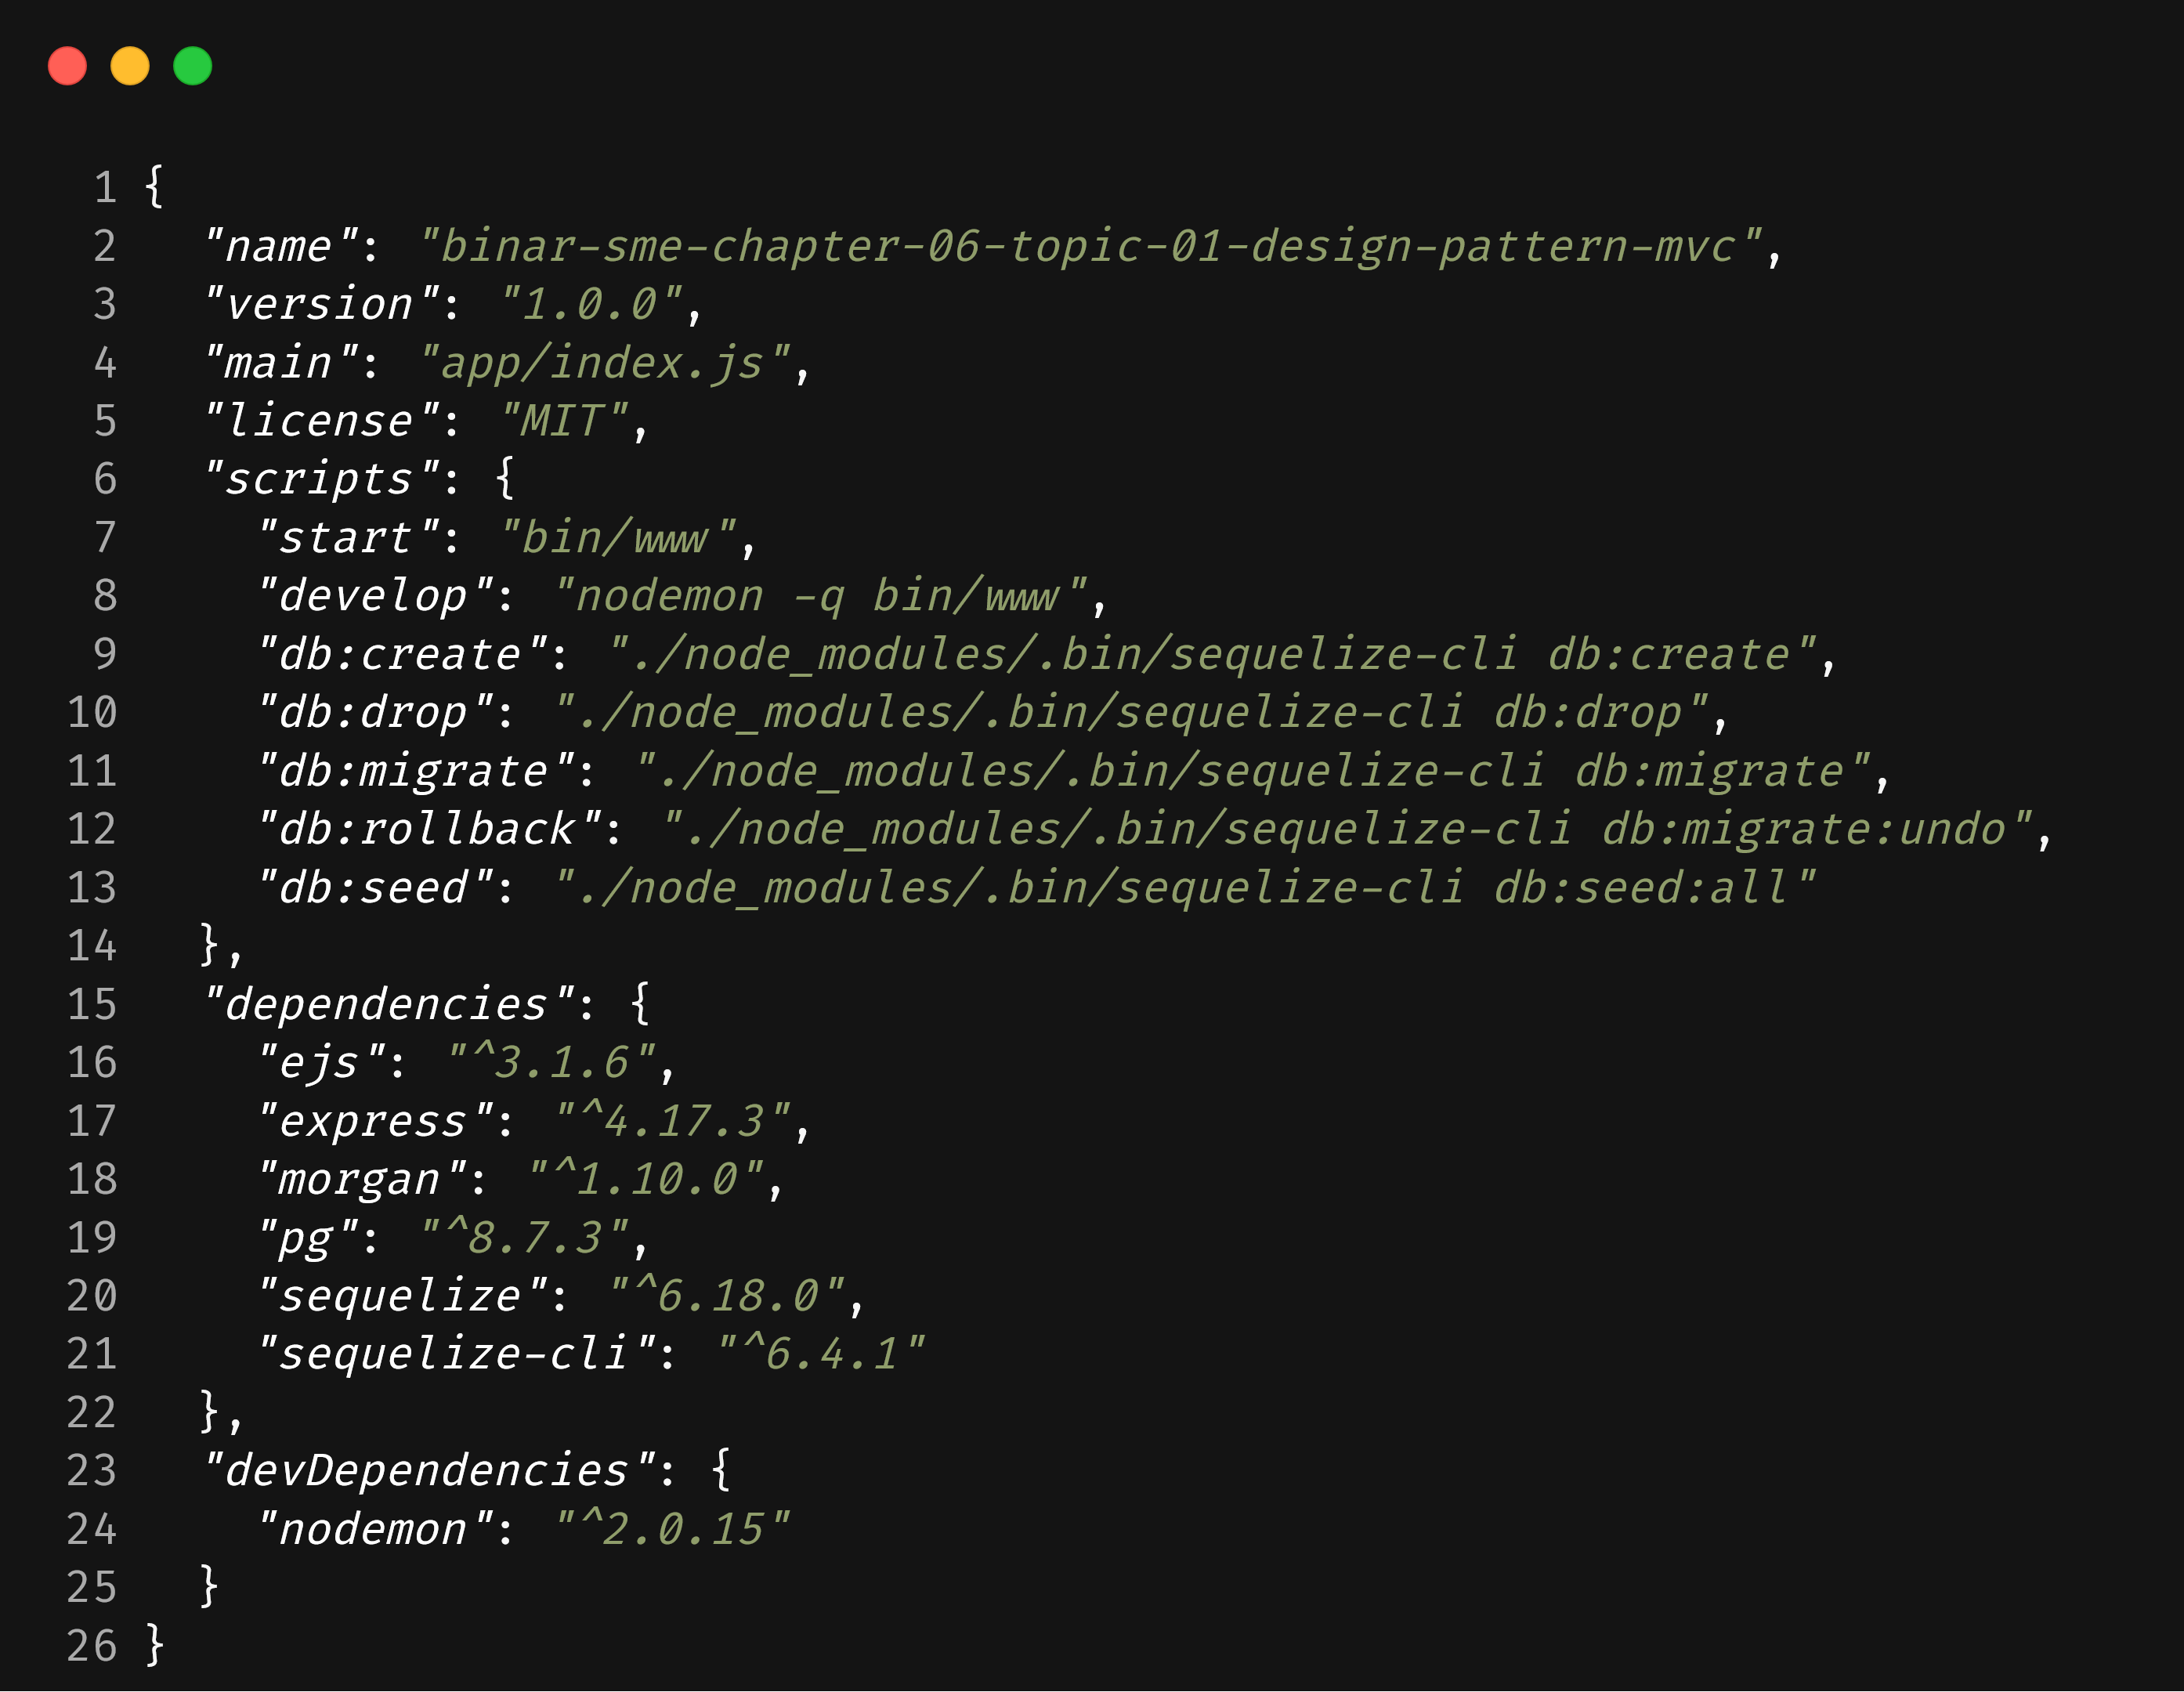 1 {
2   "name": "binar-sme-chapter-06-topic-01-design-pattern-mvc",
3   "version": "1.0.0",
4   "main": "app/index.js",
5   "license": "MIT",
6   "scripts": {
7     "start": "bin/www",
8     "develop": "nodemon -q bin/www",
9     "db:create": "./node_modules/.bin/sequelize-cli db:create",
10     "db:drop": "./node_modules/.bin/sequelize-cli db:drop",
11     "db:migrate": "./node_modules/.bin/sequelize-cli db:migrate",
12     "db:rollback": "./node_modules/.bin/sequelize-cli db:migrate:undo",
13     "db:seed": "./node_modules/.bin/sequelize-cli db:seed:all"
14   },
15   "dependencies": {
16     "ejs": "^3.1.6",
17     "express": "^4.17.3",
18     "morgan": "^1.10.0",
19     "pg": "^8.7.3",
20     "sequelize": "^6.18.0",
21     "sequelize-cli": "^6.4.1"
22   },
23   "devDependencies": {
24     "nodemon": "^2.0.15"
25   }
26 }